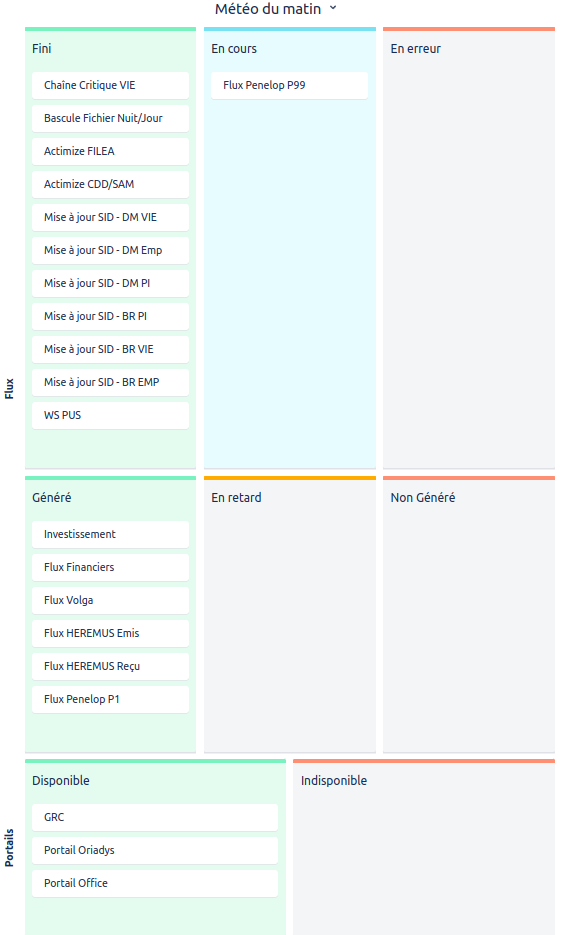 Météo du matin
Fini
En cours
En erreur
Chaîne Critique VIE
Flux Penelop P99
Bascule Fichier Nuit/Jour
Actimize FILEA
Actimize CDD/SAM
Mise à jour SID - DM VIE
Mise à jour SID - DM Emp
Mise à jour SID - DM PI
Mise à jour SID - BR PI
Mise à jour SID - BR VIE
Mise à jour SID - BR EMP
WS PUS
Flux
Généré
En retard
Non Généré
Investissement
Flux Financiers
Flux Volga
Flux HEREMUS Emis
Flux HEREMUS Reçu
Flux Penelop P1
Disponible
Indisponible
GRC
Portail Oriadys
Portail Office
Portails